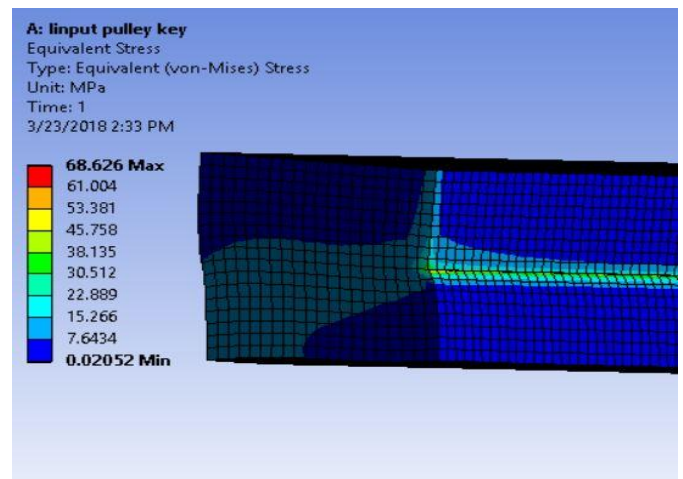 A: Iinput pulley key
Equivalent Stress
Type: Equivalent (von-Mises) Stress
Unit: MPa
Time: 1
3/23/2018 2:33 PM
68.626 Max
61.004
53.381
45.758
38.135
30.512
22.889
15.266
7.6434
0.02052 Min